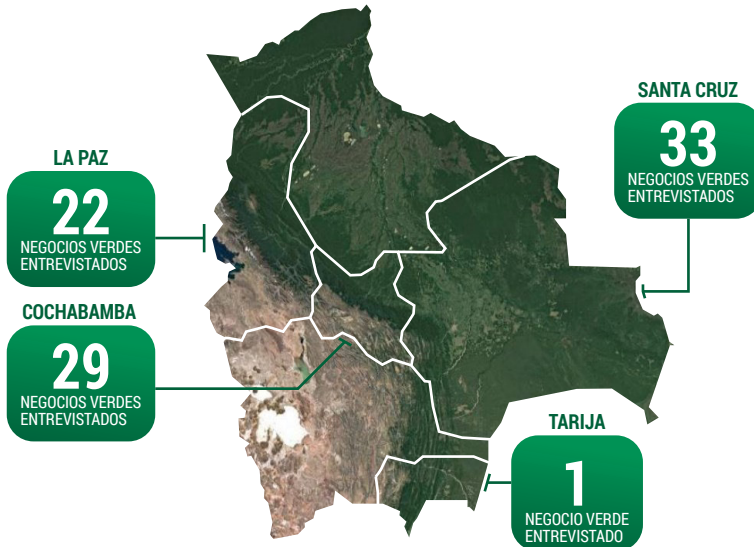 SANTA CRUZ
33
NEGOCIOS VERDES
ENTREVISTADOS
LA PAZ
22
NEGOCIOS VERDES
ENTREVISTADOS
COCHABAMBA
29
NEGOCIOS VERDES
ENTREVISTADOS
TARIJA
1
NEGOCIO VERDE
ENTREVISTADO